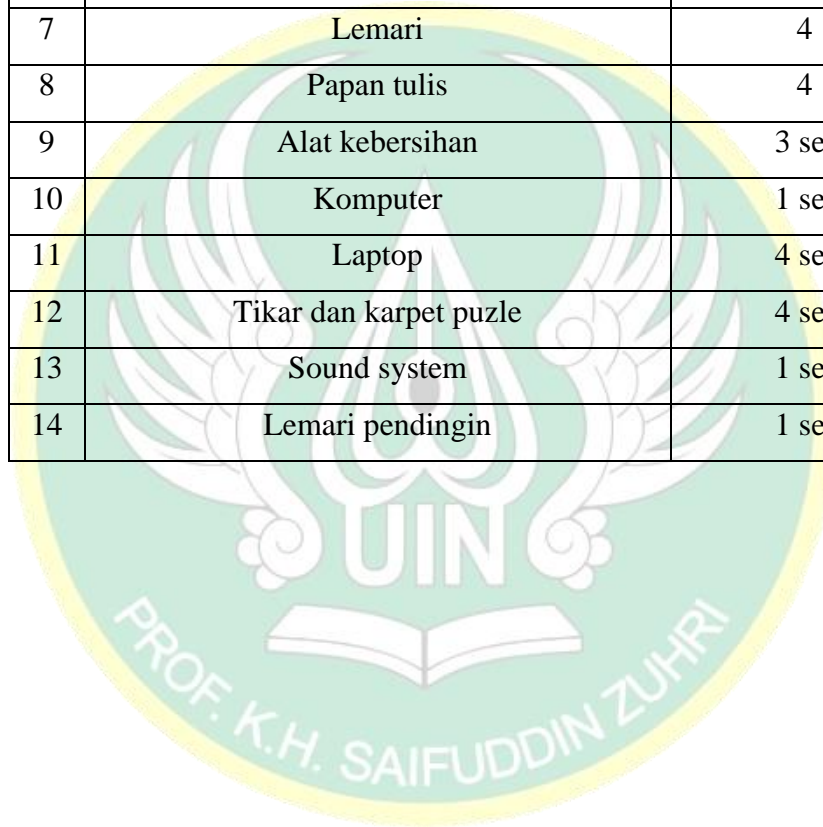 7 Lemari 4
8 Papan tulis 4
9 Alat kebersihan 3 se
10 Komputer 1 se
11 Laptop 4 se
12 Tikar dan karpet puzle 4 se
13 Sound system 1 se
14 Lemari pendingin 1 se
UIN
PROF. K.H. SAIFUDDIN ZUHRI